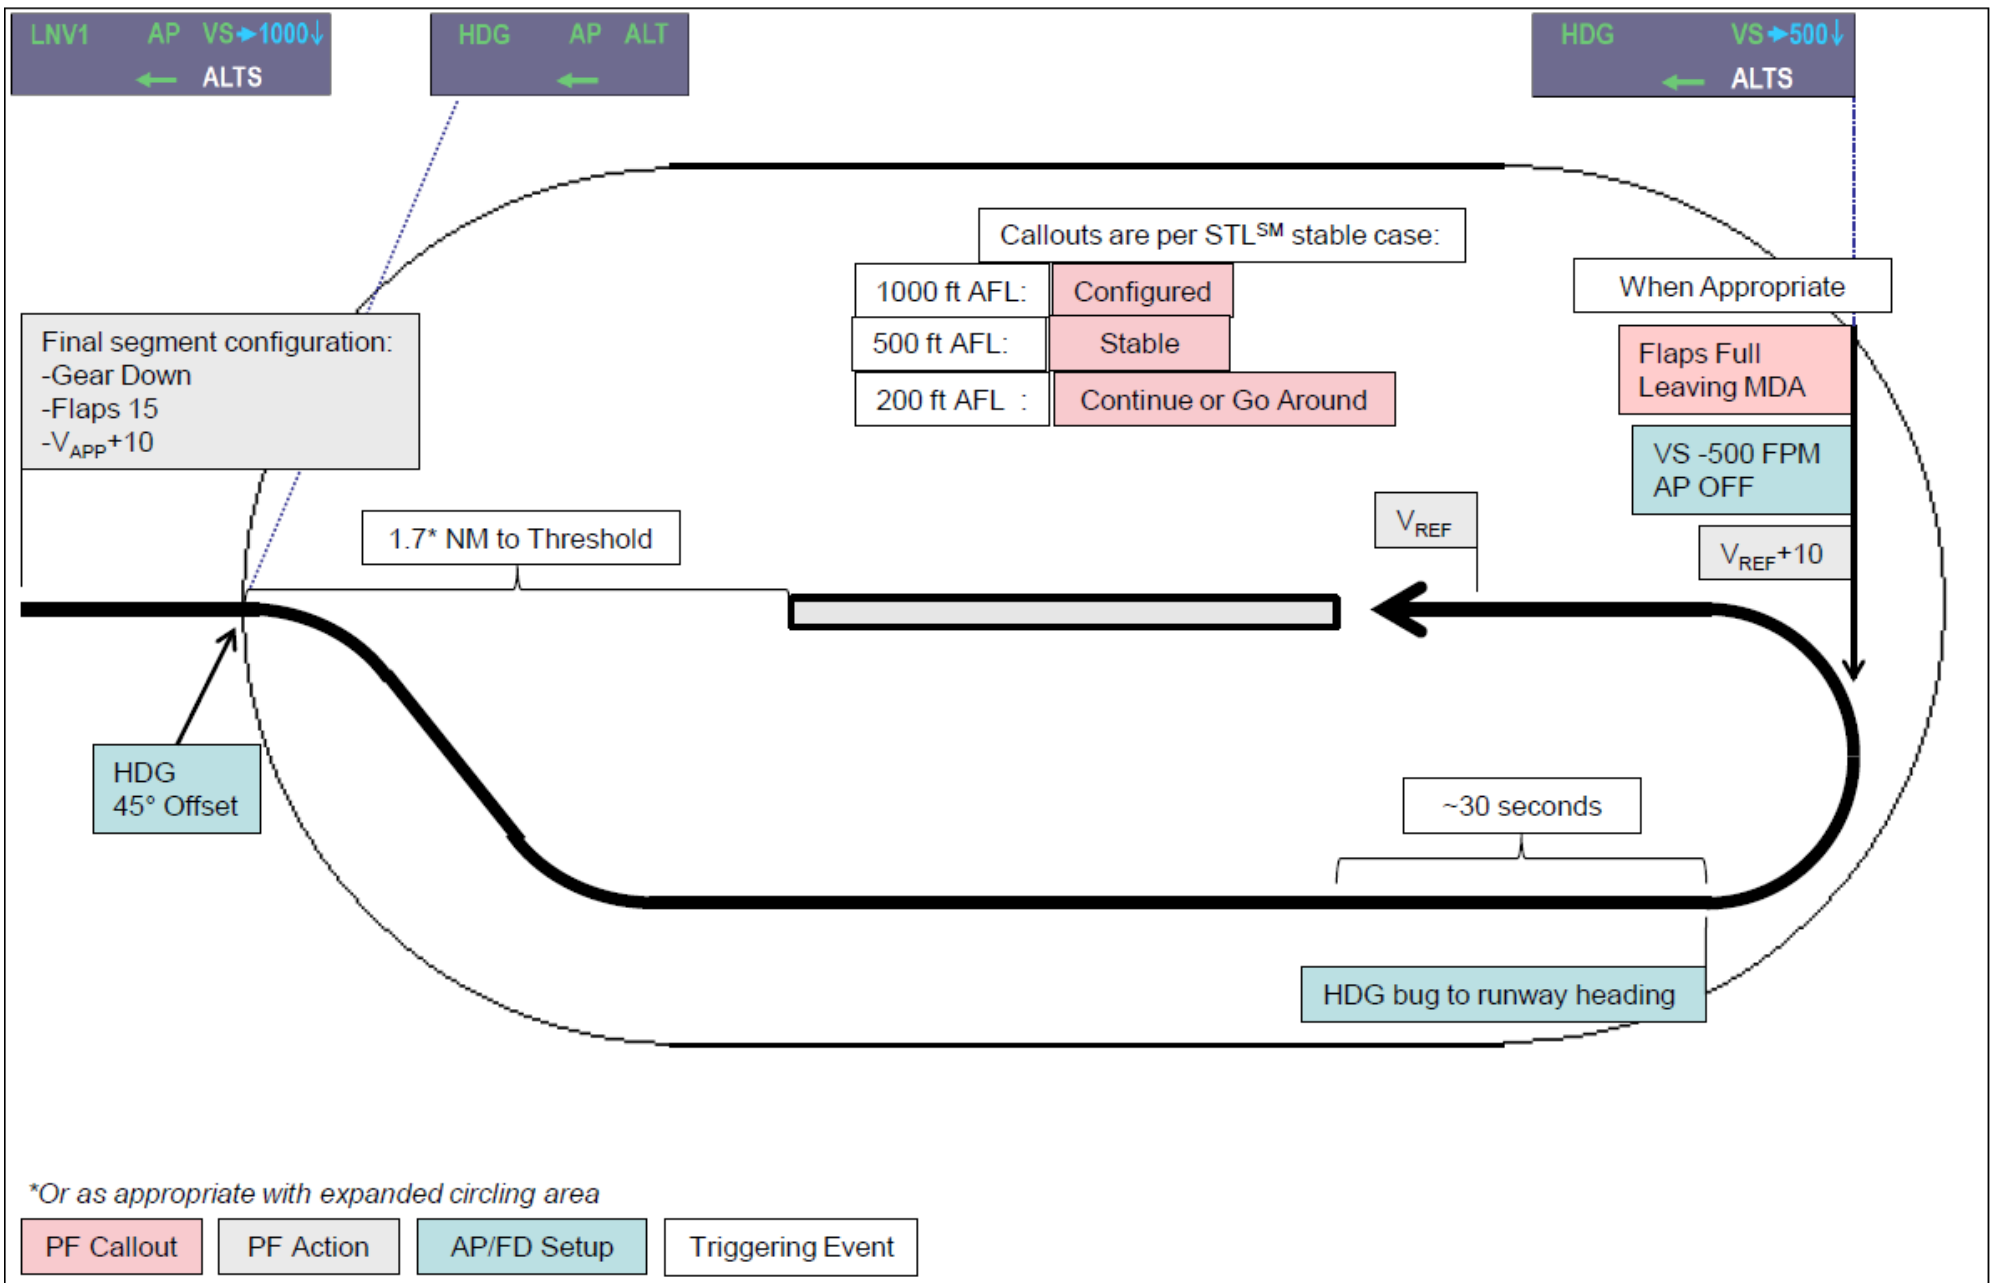 LNV1 AP VS➔1000↓
← ALTS
HDG AP ALT
←
HDG VS➔500↓
← ALTS
Callouts are per STL℠ stable case:
1000 ft AFL: Configured
500 ft AFL: Stable
200 ft AFL : Continue or Go Around
When Appropriate
Flaps Full
Leaving MDA
VS -500 FPM
AP OFF
VREF+10
VREF
Final segment configuration:
-Gear Down
-Flaps 15
-VAPP+10
1.7* NM to Threshold
HDG
45° Offset
~30 seconds
HDG bug to runway heading
*Or as appropriate with expanded circling area
PF Callout PF Action AP/FD Setup Triggering Event